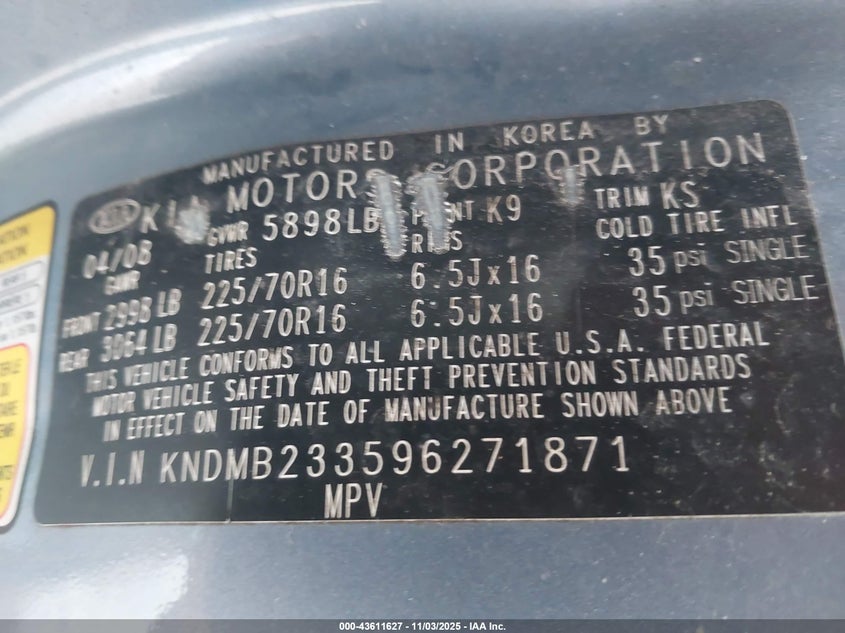 MANUFACTURED IN KOREA BY
KIA MOTORS CORPORATION
04/08 GVWR 5898LB PAINT K9 TRIM KS
GAWR TIRES RIMS COLD TIRE INFL
FRONT 2998 LB 225/70R16 6.5Jx16 35 psi SINGLE
REAR 3064 LB 225/70R16 6.5Jx16 35 psi SINGLE
THIS VEHICLE CONFORMS TO ALL APPLICABLE U.S.A. FEDERAL
MOTOR VEHICLE SAFETY AND THEFT PREVENTION STANDARDS
IN EFFECT ON THE DATE OF MANUFACTURE SHOWN ABOVE
V.I.N KNDMB233596271871
MPV
000-43611627 - 11/03/2025 - IAA Inc.